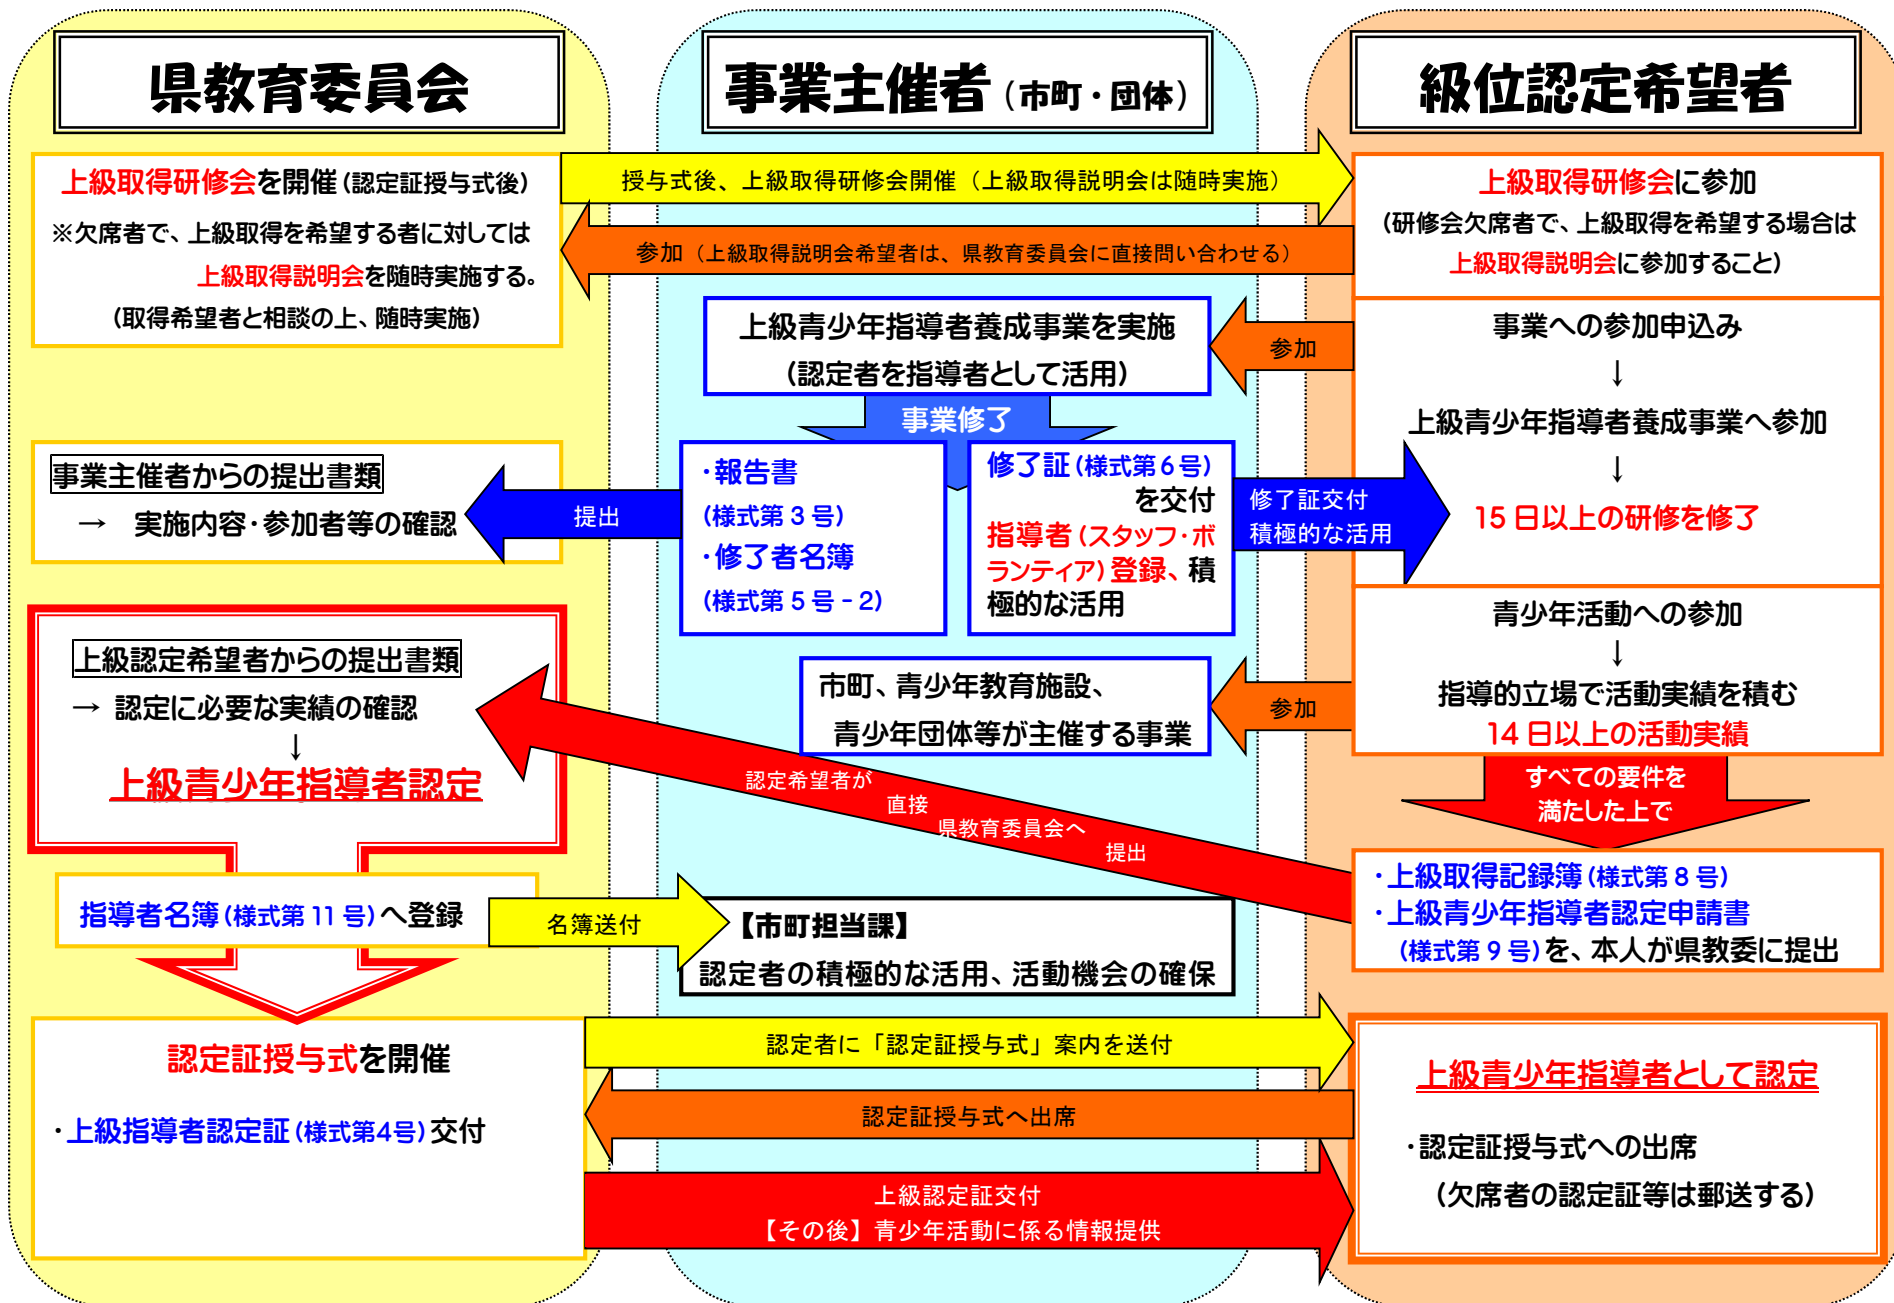 県教育委員会
事業主催者（市町・団体）
級位認定希望者
上級取得研修会を開催（認定証授与式後）
※欠席者で、上級取得を希望する者に対しては
上級取得説明会を随時実施する。
（取得希望者と相談の上、随時実施）
授与式後、上級取得研修会開催（上級取得説明会は随時実施）
参加（上級取得説明会希望者は、県教育委員会に直接問い合わせる）
上級取得研修会に参加
（研修会欠席者で、上級取得を希望する場合は
上級取得説明会に参加すること）
上級青少年指導者養成事業を実施
（認定者を指導者として活用）
参加
事業への参加申込み
↓
上級青少年指導者養成事業へ参加
↓
15日以上の研修を修了
事業修了
事業主催者からの提出書類
→　実施内容・参加者等の確認
提出
・報告書
（様式第３号）
・修了者名簿
（様式第５号－２）
修了証（様式第６号）
を交付
指導者（スタッフ・ボ
ランティア）登録、積
極的な活用
修了証交付
積極的な活用
青少年活動への参加
↓
指導的立場で活動実績を積む
14日以上の活動実績
上級認定希望者からの提出書類
→ 認定に必要な実績の確認
↓
上級青少年指導者認定
市町、青少年教育施設、
青少年団体等が主催する事業
参加
認定希望者が
直接
県教育委員会へ
提出
すべての要件を
満たした上で
・上級取得記録簿（様式第８号）
・上級青少年指導者認定申請書
（様式第９号）を、本人が県教委に提出
指導者名簿（様式第11号）へ登録
名簿送付
【市町担当課】
認定者の積極的な活用、活動機会の確保
認定証授与式を開催
・上級指導者認定証（様式第4号）交付
認定者に「認定証授与式」案内を送付
認定証授与式へ出席
上級認定証交付
【その後】青少年活動に係る情報提供
上級青少年指導者として認定
・認定証授与式への出席
（欠席者の認定証等は郵送する）